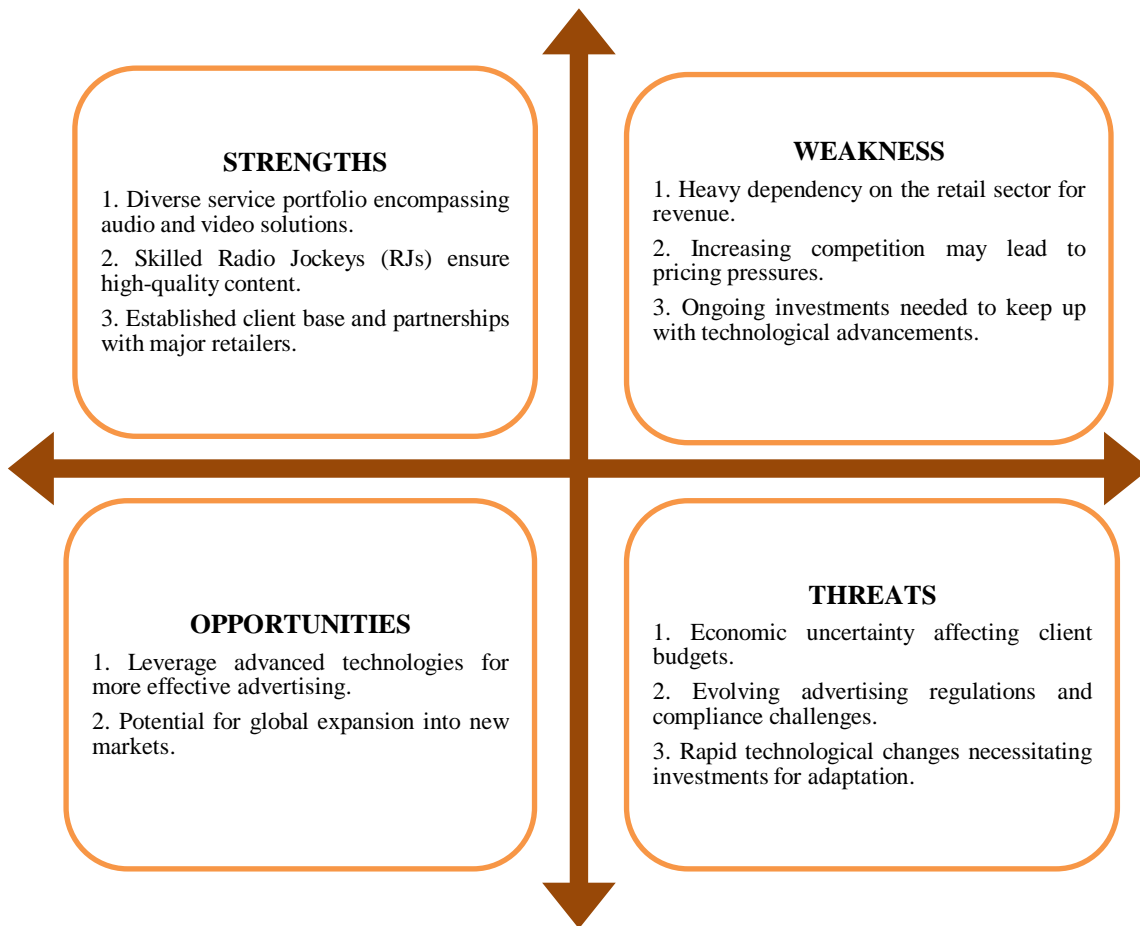 STRENGTHS
1. Diverse service portfolio encompassing
audio and video solutions.
2. Skilled Radio Jockeys (RJs) ensure
high-quality content.
3. Established client base and partnerships
with major retailers.
WEAKNESS
1. Heavy dependency on the retail sector for
revenue.
2. Increasing competition may lead to
pricing pressures.
3. Ongoing investments needed to keep up
with technological advancements.
OPPORTUNITIES
1. Leverage advanced technologies for
more effective advertising.
2. Potential for global expansion into new
markets.
THREATS
1. Economic uncertainty affecting client
budgets.
2. Evolving advertising regulations and
compliance challenges.
3. Rapid technological changes necessitating
investments for adaptation.